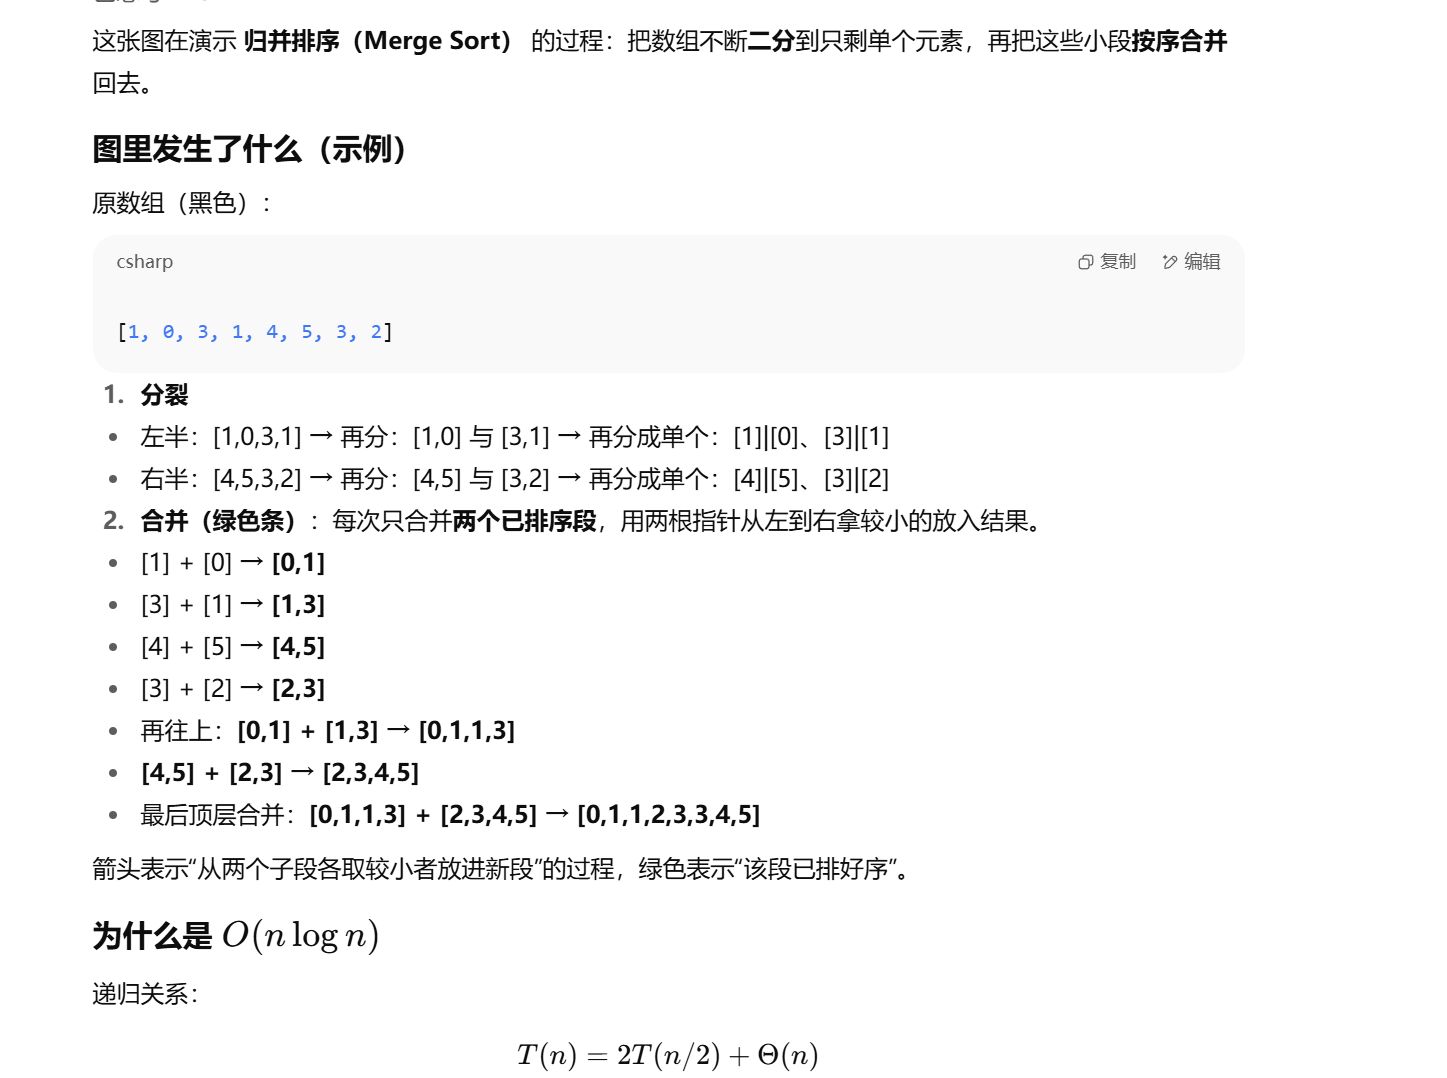 这张图在演示 归并排序（Merge Sort） 的过程：把数组不断二分到只剩单个元素，再把这些小段按序合并
回去。
图里发生了什么（示例）
原数组（黑色）：
csharp 复制 编辑
[1, 0, 3, 1, 4, 5, 3, 2]
1. 分裂
• 左半：[1,0,3,1] → 再分：[1,0] 与 [3,1] → 再分成单个：[1]|[0]、[3]|[1]
• 右半：[4,5,3,2] → 再分：[4,5] 与 [3,2] → 再分成单个：[4]|[5]、[3]|[2]
2. 合并（绿色条）：每次只合并两个已排序段，用两根指针从左到右拿较小的放入结果。
• [1] + [0] → [0,1]
• [3] + [1] → [1,3]
• [4] + [5] → [4,5]
• [3] + [2] → [2,3]
• 再往上：[0,1] + [1,3] → [0,1,1,3]
• [4,5] + [2,3] → [2,3,4,5]
• 最后顶层合并：[0,1,1,3] + [2,3,4,5] → [0,1,1,2,3,3,4,5]
箭头表示“从两个子段各取较小者放进新段”的过程，绿色表示“该段已排好序”。
为什么是 O(n log n)
递归关系：
T(n) = 2T(n/2) + Θ(n)